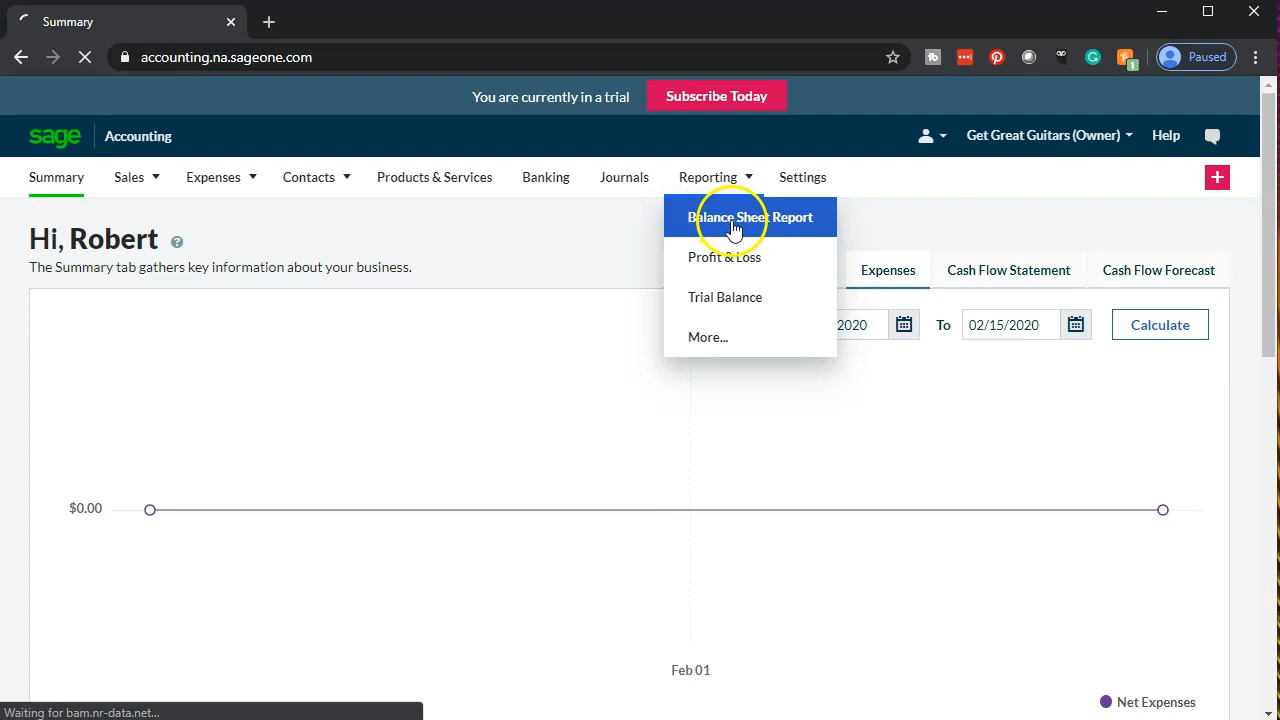 Summary
accounting.na.sageone.com
1
Paused
You are currently in a trial
Subscribe Today
sage
Accounting
Get Great Guitars (Owner)
Help
Summary
Sales
Expenses
Contacts
Products & Services
Banking
Journals
Reporting
Settings
Balance Sheet Report
Profit & Loss
Trial Balance
More...
Hi, Robert
The Summary tab gathers key information about your business.
Expenses
Cash Flow Statement
Cash Flow Forecast
2020
To
02/15/2020
Calculate
$0.00
Feb 01
Net Expenses
Waiting for bam.nr-data.net...